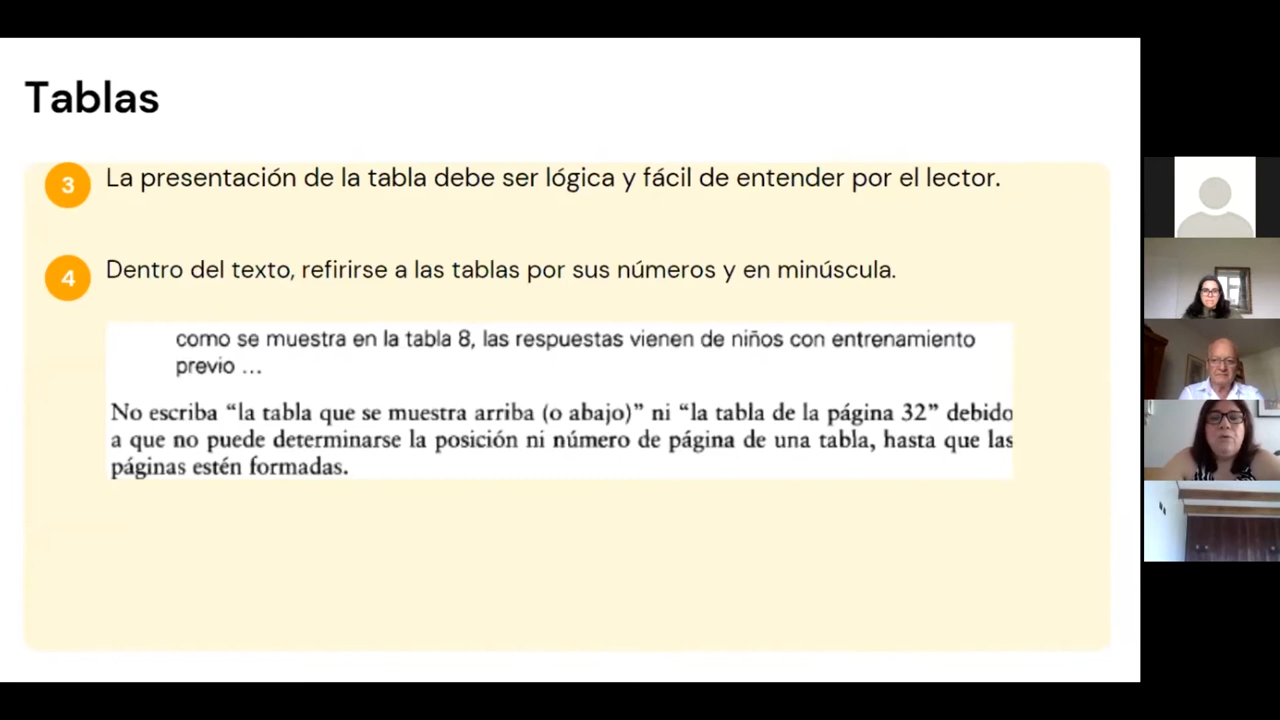 Tablas
3 La presentación de la tabla debe ser lógica y fácil de entender por el lector.
4 Dentro del texto, refirirse a las tablas por sus números y en minúscula.
como se muestra en la tabla 8, las respuestas vienen de niños con entrenamiento
previo ...
No escriba “la tabla que se muestra arriba (o abajo)” ni “la tabla de la página 32” debido
a que no puede determinarse la posición ni número de página de una tabla, hasta que las
páginas estén formadas.